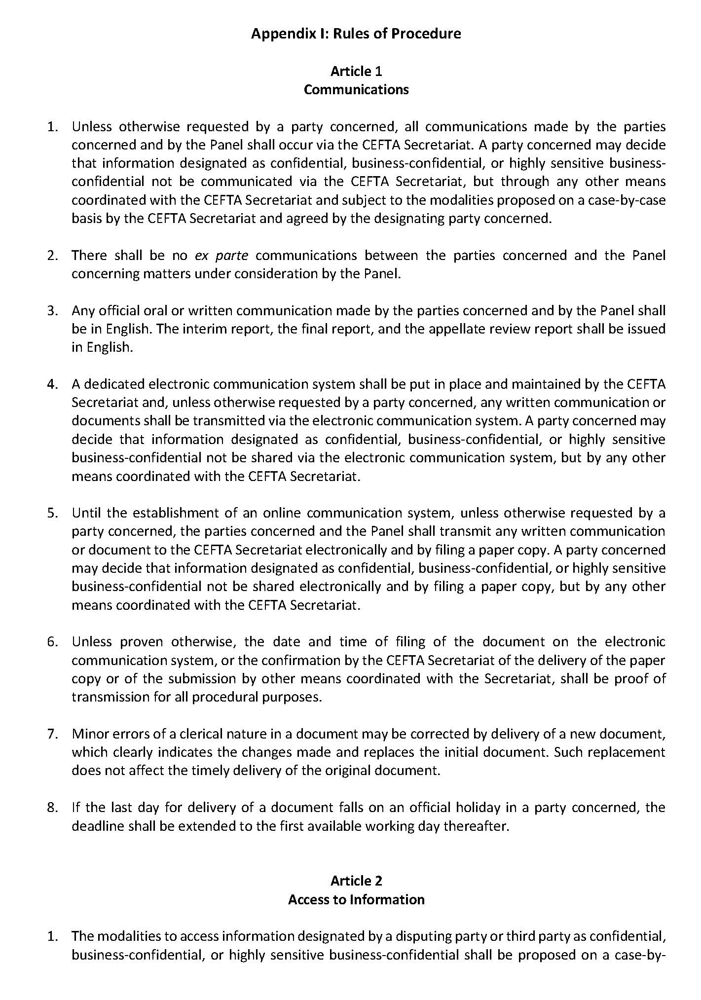 Appendix I: Rules of Procedure
Article 1
Communications
1. Unless otherwise requested by a party concerned, all communications made by the parties
concerned and by the Panel shall occur via the CEFTA Secretariat. A party concerned may decide
that information designated as confidential, business-confidential, or highly sensitive business-
confidential not be communicated via the CEFTA Secretariat, but through any other means
coordinated with the CEFTA Secretariat and subject to the modalities proposed on a case-by-case
basis by the CEFTA Secretariat and agreed by the designating party concerned.
2. There shall be no ex parte communications between the parties concerned and the Panel
concerning matters under consideration by the Panel.
3. Any official oral or written communication made by the parties concerned and by the Panel shall
be in English. The interim report, the final report, and the appellate review report shall be issued
in English.
4. A dedicated electronic communication system shall be put in place and maintained by the CEFTA
Secretariat and, unless otherwise requested by a party concerned, any written communication or
documents shall be transmitted via the electronic communication system. A party concerned may
decide that information designated as confidential, business-confidential, or highly sensitive
business-confidential not be shared via the electronic communication system, but by any other
means coordinated with the CEFTA Secretariat.
5. Until the establishment of an online communication system, unless otherwise requested by a
party concerned, the parties concerned and the Panel shall transmit any written communication
or document to the CEFTA Secretariat electronically and by filing a paper copy. A party concerned
may decide that information designated as confidential, business-confidential, or highly sensitive
business-confidential not be shared electronically and by filing a paper copy, but by any other
means coordinated with the CEFTA Secretariat.
6. Unless proven otherwise, the date and time of filing of the document on the electronic
communication system, or the confirmation by the CEFTA Secretariat of the delivery of the paper
copy or of the submission by other means coordinated with the Secretariat, shall be proof of
transmission for all procedural purposes.
7. Minor errors of a clerical nature in a document may be corrected by delivery of a new document,
which clearly indicates the changes made and replaces the initial document. Such replacement
does not affect the timely delivery of the original document.
8. If the last day for delivery of a document falls on an official holiday in a party concerned, the
deadline shall be extended to the first available working day thereafter.
Article 2
Access to Information
1. The modalities to access information designated by a disputing party or third party as confidential,
business-confidential, or highly sensitive business-confidential shall be proposed on a case-by-